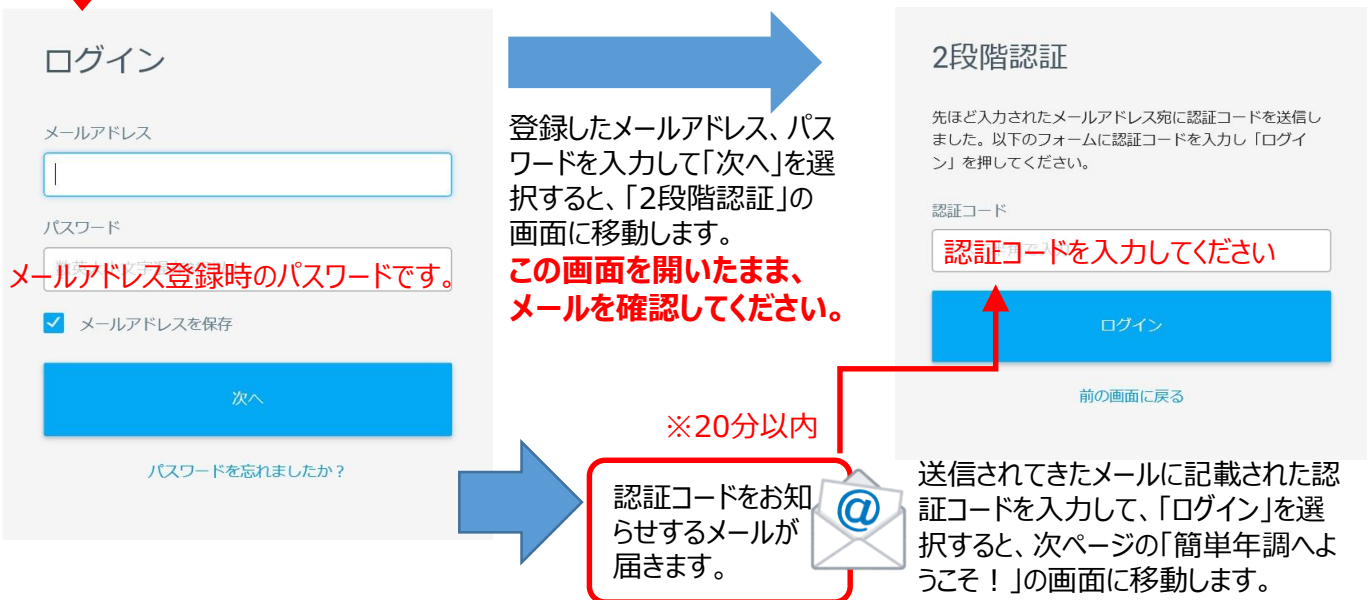 ログイン
メールアドレス
パスワード
メールアドレス登録時のパスワードです。
メールアドレスを保存
次へ
パスワードを忘れましたか？
登録したメールアドレス、パス
ワードを入力して「次へ」を選
択すると、「2段階認証」の
画面に移動します。
この画面を開いたまま、
メールを確認してください。
※20分以内
認証コードをお知
らせするメールが
届きます。
@
2段階認証
先ほど入力されたメールアドレス宛に認証コードを送信し
ました。以下のフォームに認証コードを入力し「ログイ
ン」を押してください。
認証コード
認証コードを入力してください
ログイン
前の画面に戻る
送信されてきたメールに記載された認
証コードを入力して、「ログイン」を選
択すると、次ページの「簡単年調へよ
うこそ！」の画面に移動します。